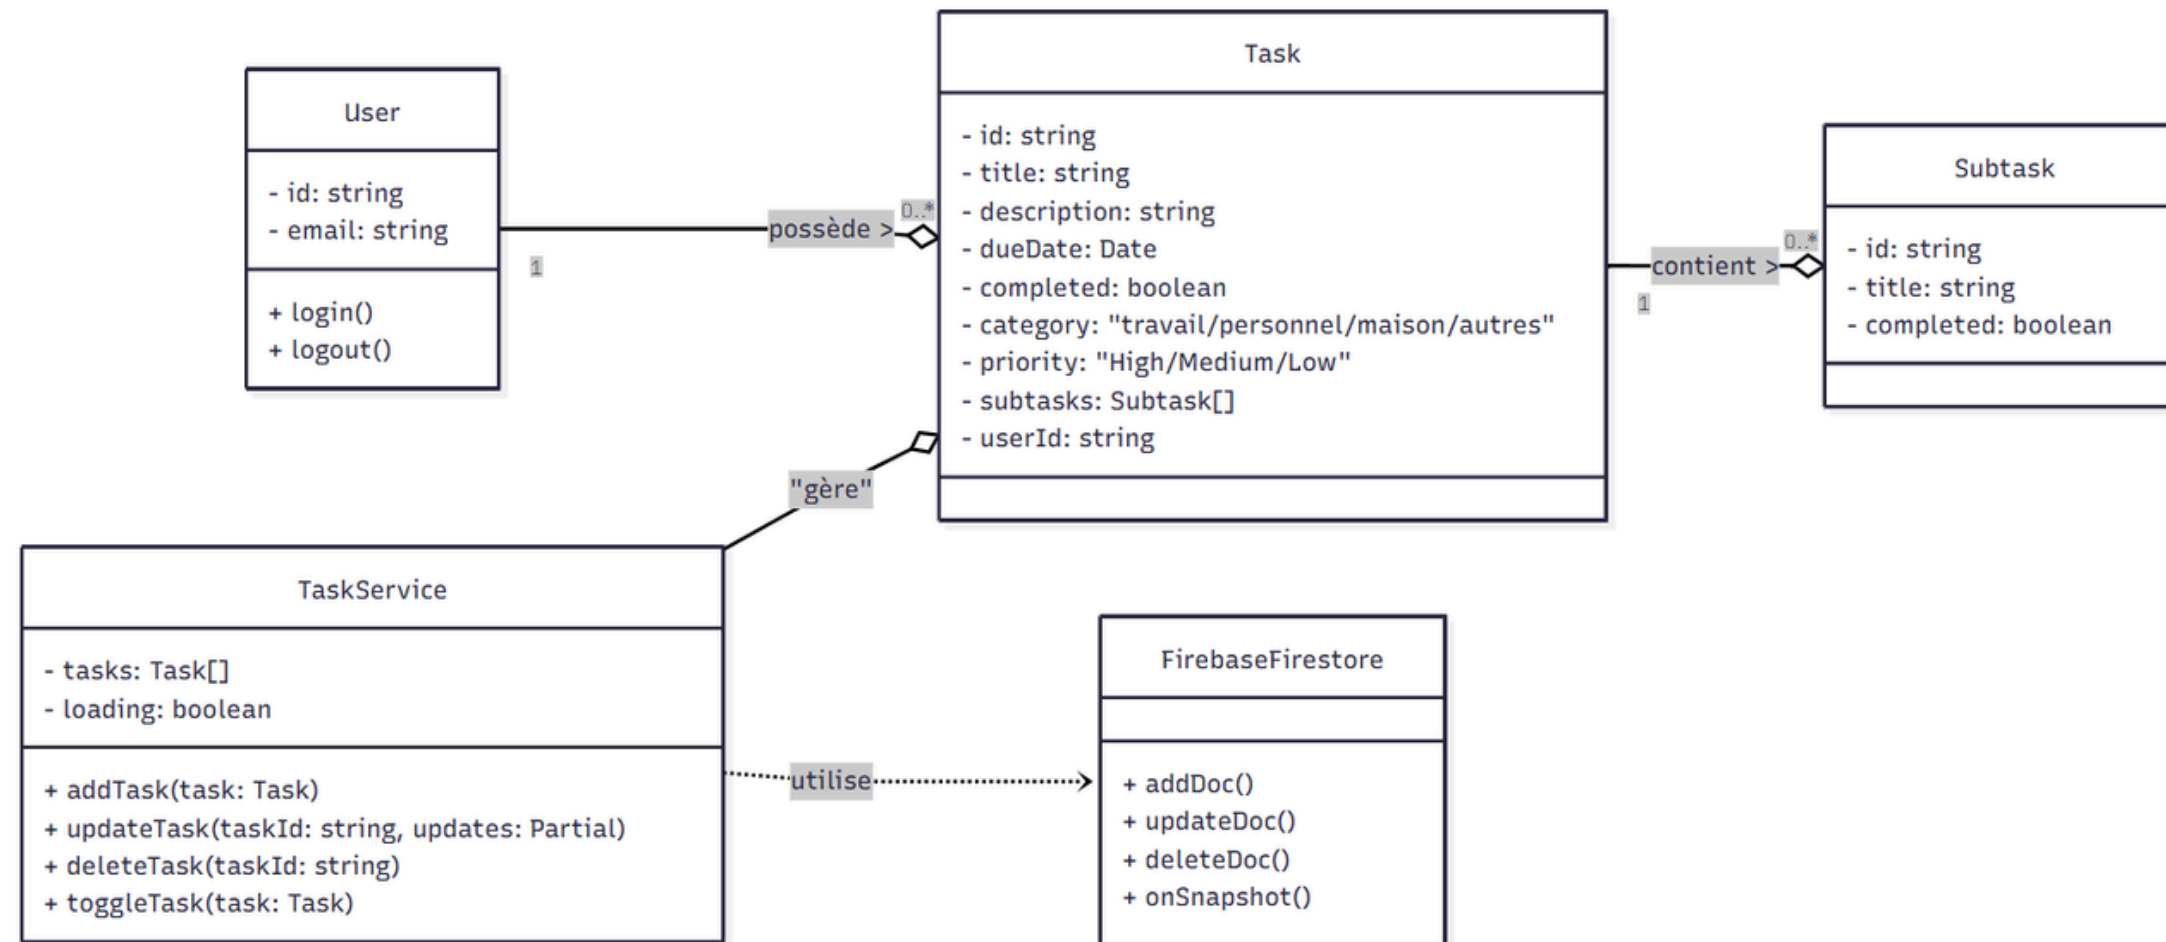 User
- id: string
- email: string
+ login()
+ logout()
1
possède >
0..*
Task
- id: string
- title: string
- description: string
- dueDate: Date
- completed: boolean
- category: "travail/personnel/maison/autres"
- priority: "High/Medium/Low"
- subtasks: Subtask[]
- userId: string
1
contient >
0..*
Subtask
- id: string
- title: string
- completed: boolean
"gère"
TaskService
- tasks: Task[]
- loading: boolean
+ addTask(task: Task)
+ updateTask(taskId: string, updates: Partial)
+ deleteTask(taskId: string)
+ toggleTask(task: Task)
utilise
FirebaseFirestore
+ addDoc()
+ updateDoc()
+ deleteDoc()
+ onSnapshot()